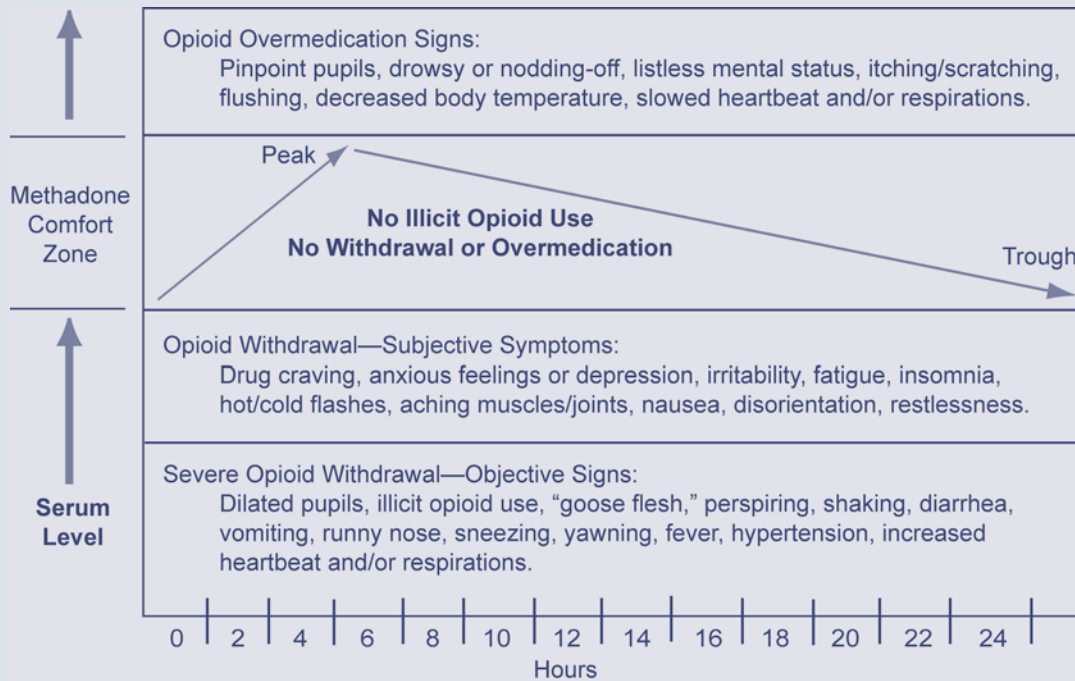 Opioid Overmedication Signs:
Pinpoint pupils, drowsy or nodding-off, listless mental status, itching/scratching,
flushing, decreased body temperature, slowed heartbeat and/or respirations.
Methadone
Comfort
Zone
Peak
No Illicit Opioid Use
No Withdrawal or Overmedication
Trough
Opioid Withdrawal—Subjective Symptoms:
Drug craving, anxious feelings or depression, irritability, fatigue, insomnia,
hot/cold flashes, aching muscles/joints, nausea, disorientation, restlessness.
Serum
Level
Severe Opioid Withdrawal—Objective Signs:
Dilated pupils, illicit opioid use, “goose flesh,” perspiring, shaking, diarrhea,
vomiting, runny nose, sneezing, yawning, fever, hypertension, increased
heartbeat and/or respirations.
0 2 4 6 8 10 12 14 16 18 20 22 24
Hours